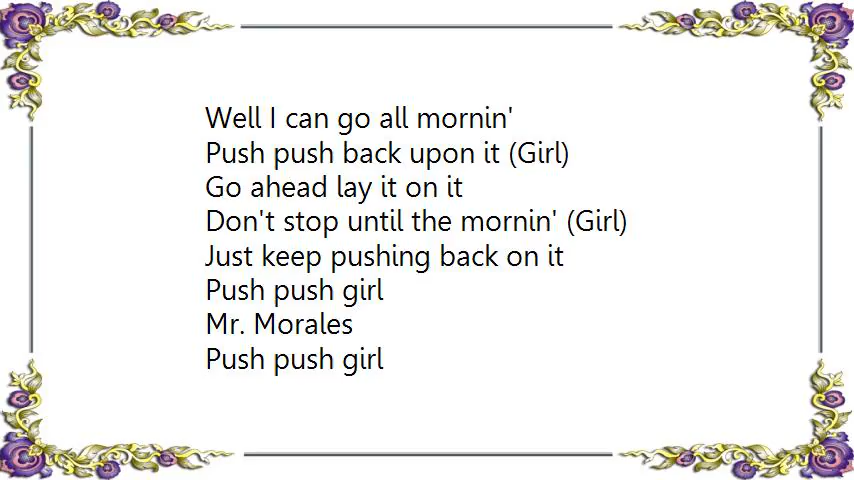 Well I can go all mornin'
Push push back upon it (Girl)
Go ahead lay it on it
Don't stop until the mornin' (Girl)
Just keep pushing back on it
Push push girl
Mr. Morales
Push push girl